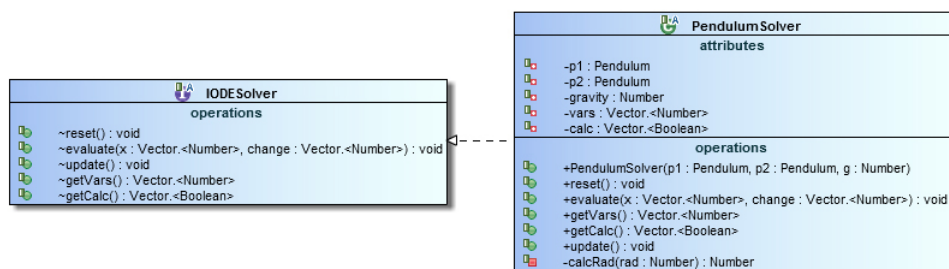 IODESolver
operations
~reset() : void
~evaluate(x : Vector.<Number>, change : Vector.<Number>) : void
~update() : void
~getVars() : Vector.<Number>
~getCalc() : Vector.<Boolean>
PendulumSolver
attributes
-p1 : Pendulum
-p2 : Pendulum
-gravity : Number
-vars : Vector.<Number>
-calc : Vector.<Boolean>
operations
+PendulumSolver(p1 : Pendulum, p2 : Pendulum, g : Number)
+reset() : void
+evaluate(x : Vector.<Number>, change : Vector.<Number>) : void
+getVars() : Vector.<Number>
+getCalc() : Vector.<Boolean>
+update() : void
-calcRad(rad : Number) : Number